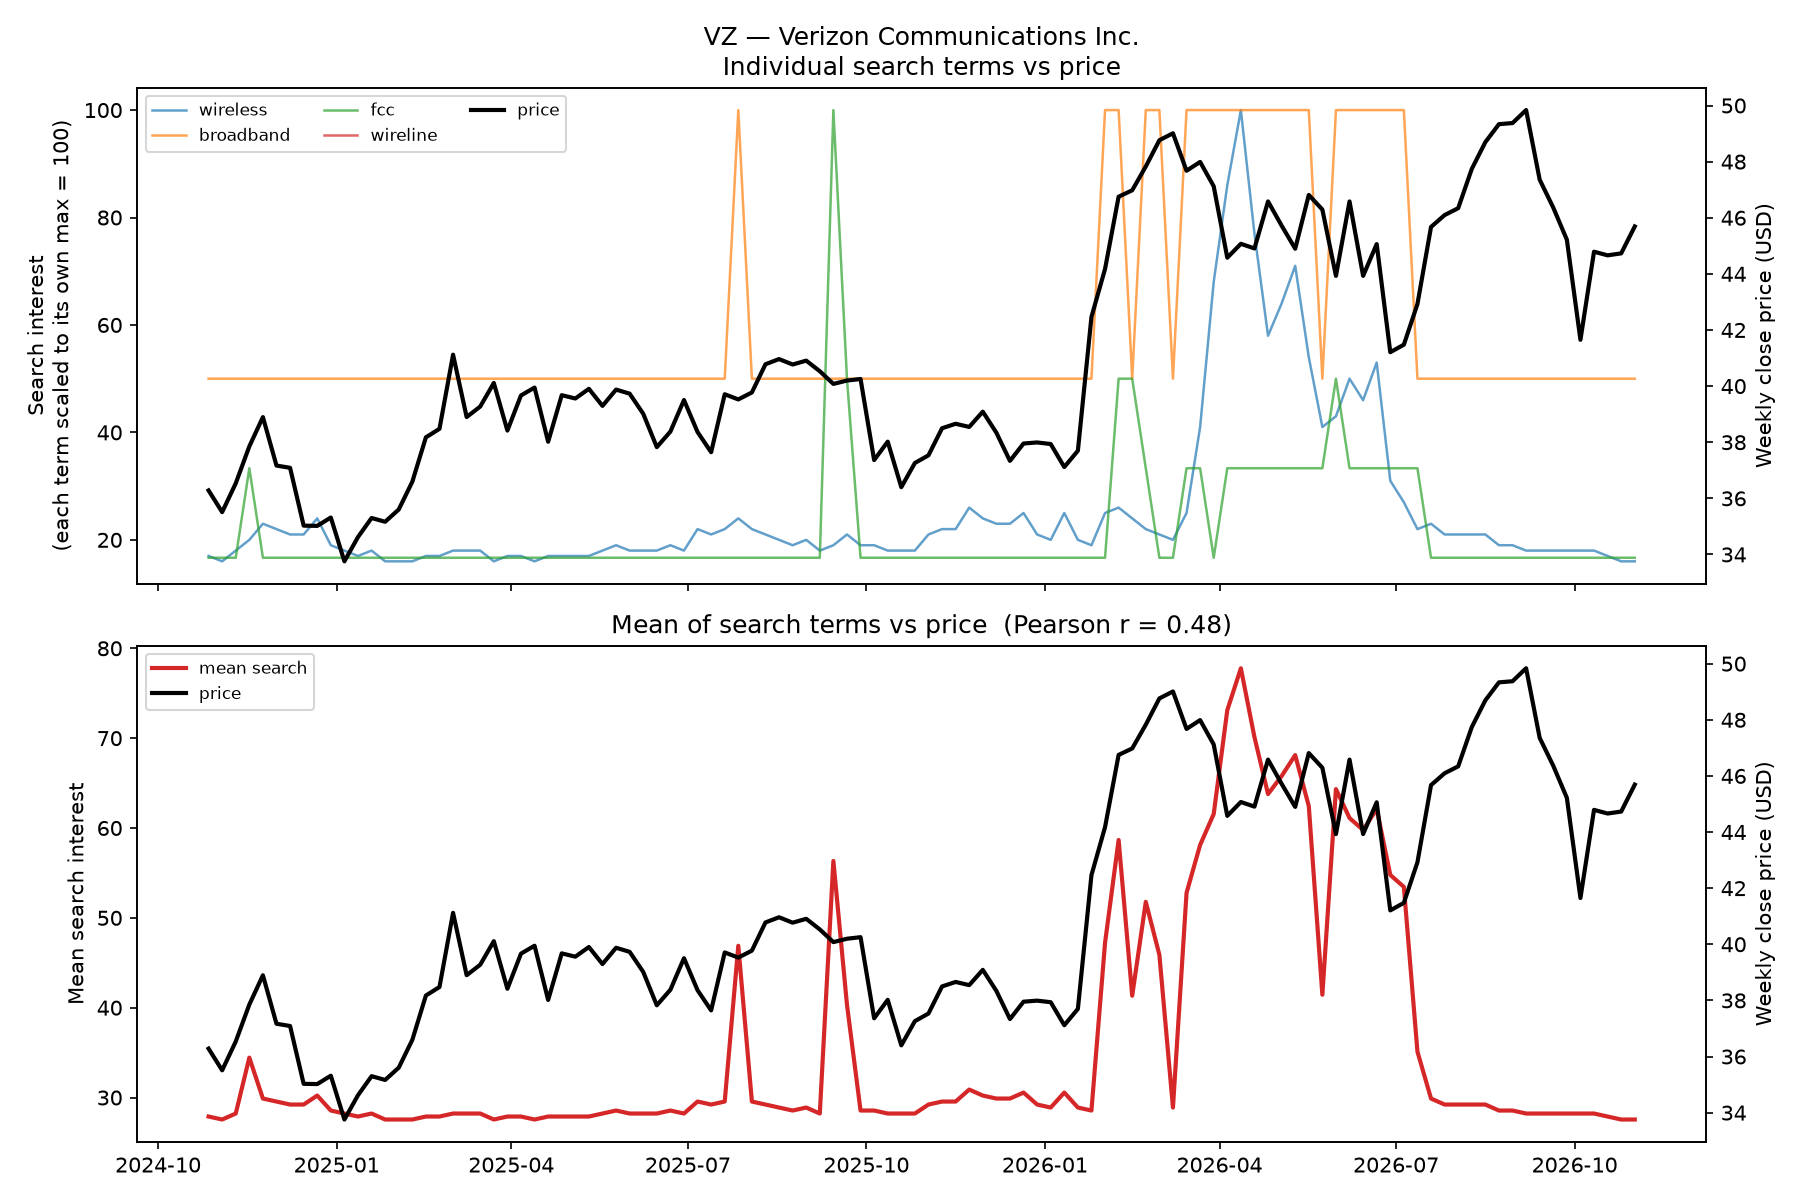 VZ — Verizon Communications Inc.
Individual search terms vs price
wireless
broadband
fcc
wireline
price
100
80
60
40
20
Search interest
(each term scaled to its own max = 100)
50
48
46
44
42
40
38
36
34
Weekly close price (USD)
Mean of search terms vs price (Pearson r = 0.48)
mean search
price
80
70
60
50
40
30
Mean search interest
50
48
46
44
42
40
38
36
34
Weekly close price (USD)
2024-10
2025-01
2025-04
2025-07
2025-10
2026-01
2026-04
2026-07
2026-10